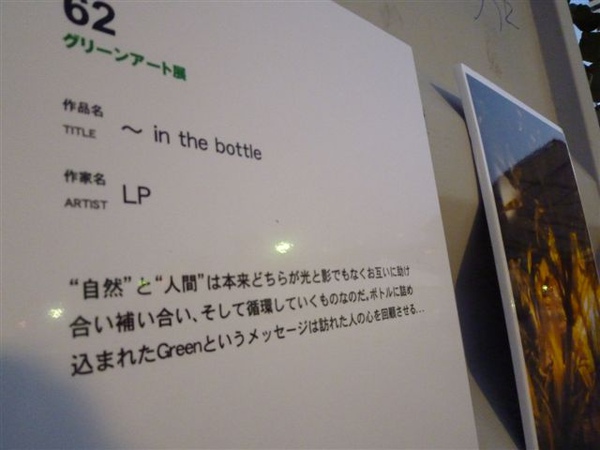 62
グリーンアート展
作品名
TITLE ～ in the bottle
作家名
ARTIST LP
“自然”と“人間”は本来どちらが光と影でもなくお互いに助け
合い補い合い、そして循環していくものなのだ。ボトルに詰め
込まれたGreenというメッセージは訪れた人の心を回顧させる…